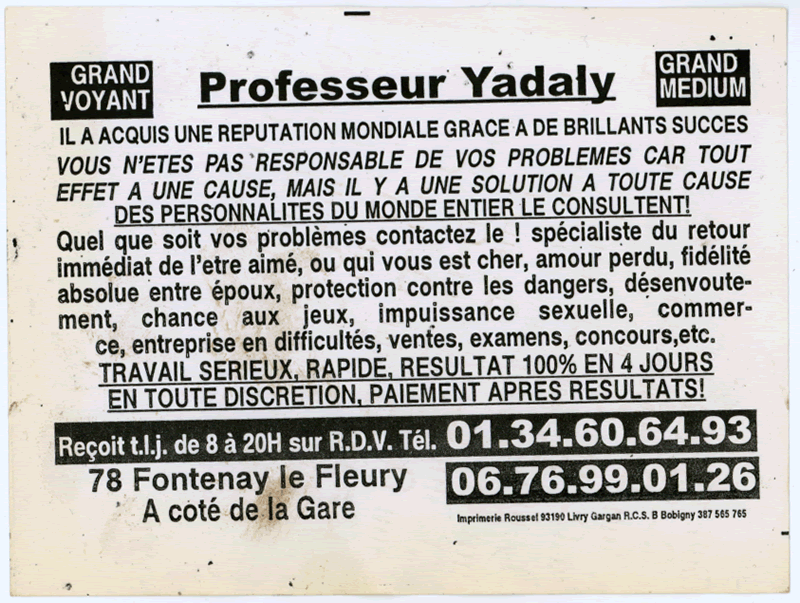 GRAND
VOYANT
Professeur Yadaly
GRAND
MEDIUM
IL A ACQUIS UNE REPUTATION MONDIALE GRACE A DE BRILLANTS SUCCES
VOUS N'ETES PAS RESPONSABLE DE VOS PROBLEMES CAR TOUT
EFFET A UNE CAUSE, MAIS IL Y A UNE SOLUTION A TOUTE CAUSE
DES PERSONNALITES DU MONDE ENTIER LE CONSULTENT!
Quel que soit vos problèmes contactez le ! spécialiste du retour
immédiat de l'etre aimé, ou qui vous est cher, amour perdu, fidélité
absolue entre époux, protection contre les dangers, désenvoute-
ment, chance aux jeux, impuissance sexuelle, commer-
ce, entreprise en difficultés, ventes, examens, concours,etc.
TRAVAIL SERIEUX, RAPIDE, RESULTAT 100% EN 4 JOURS
EN TOUTE DISCRETION, PAIEMENT APRES RESULTATS!
Reçoit t.l.j. de 8 à 20H sur R.D.V. Tél. 01.34.60.64.93
78 Fontenay le Fleury
A coté de la Gare
06.76.99.01.26
Imprimerie Roussel 93190 Livry Gargan R.C.S. B Bobigny 387 565 765